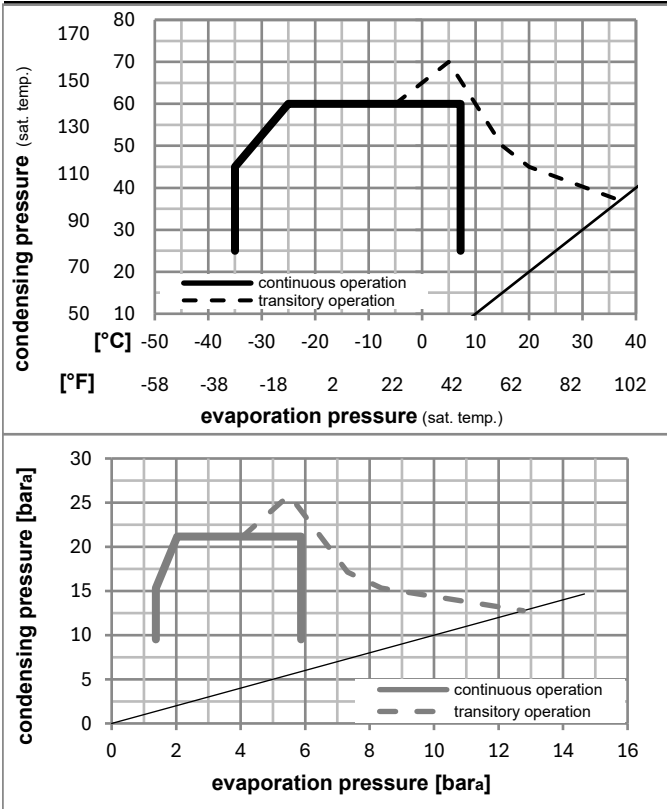 condensing pressure (sat. temp.)
170 80
150 70
60
130
50
110
40
90 30
70 20
50 10
continuous operation
transitory operation
[°C] -50 -40 -30 -20 -10 0 10 20 30 40
[°F] -58 -38 -18 2 22 42 62 82 102
evaporation pressure (sat. temp.)
condensing pressure [bara]
30
25
20
15
10
5
0
continuous operation
transitory operation
0 2 4 6 8 10 12 14 16
evaporation pressure [bara]